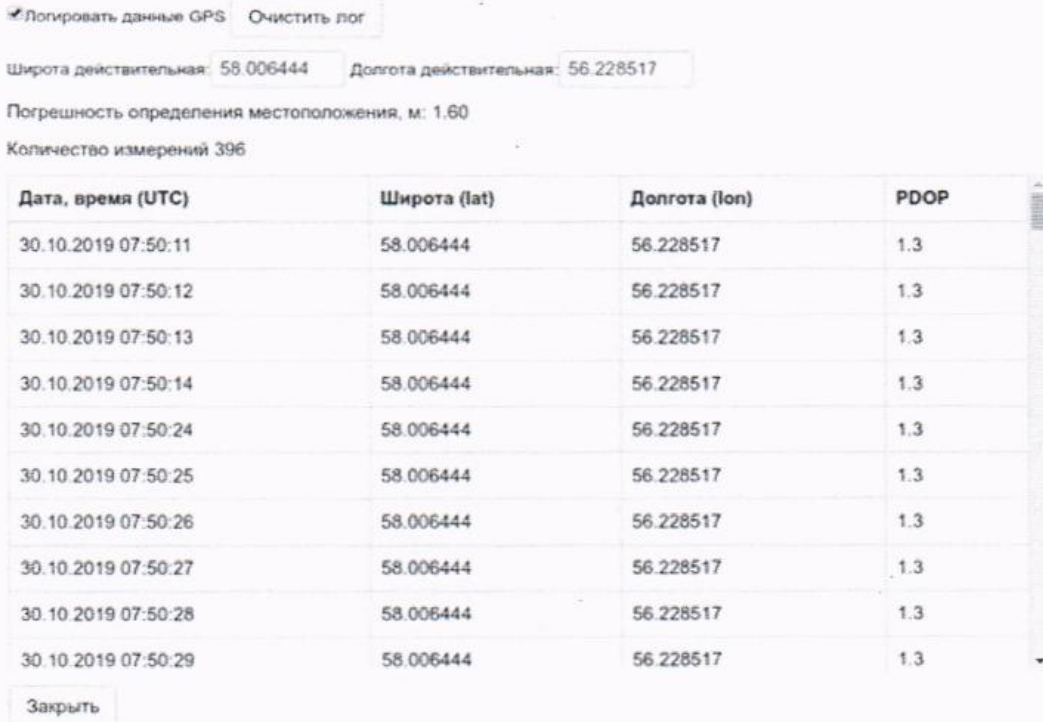 Логировать данные GPS Очистить лог
Широта действительная: 58.006444 Долгота действительная: 56.228517
Погрешность определения местоположения, м: 1.60
Количество измерений 396
Дата, время (UTC) Широта (lat) Долгота (lon) PDOP
30.10.2019 07:50:11 58.006444 56.228517 1.3
30.10.2019 07:50:12 58.006444 56.228517 1.3
30.10.2019 07:50:13 58.006444 56.228517 1.3
30.10.2019 07:50:14 58.006444 56.228517 1.3
30.10.2019 07:50:24 58.006444 56.228517 1.3
30.10.2019 07:50:25 58.006444 56.228517 1.3
30.10.2019 07:50:26 58.006444 56.228517 1.3
30.10.2019 07:50:27 58.006444 56.228517 1.3
30.10.2019 07:50:28 58.006444 56.228517 1.3
30.10.2019 07:50:29 58.006444 56.228517 1.3
Закрыть